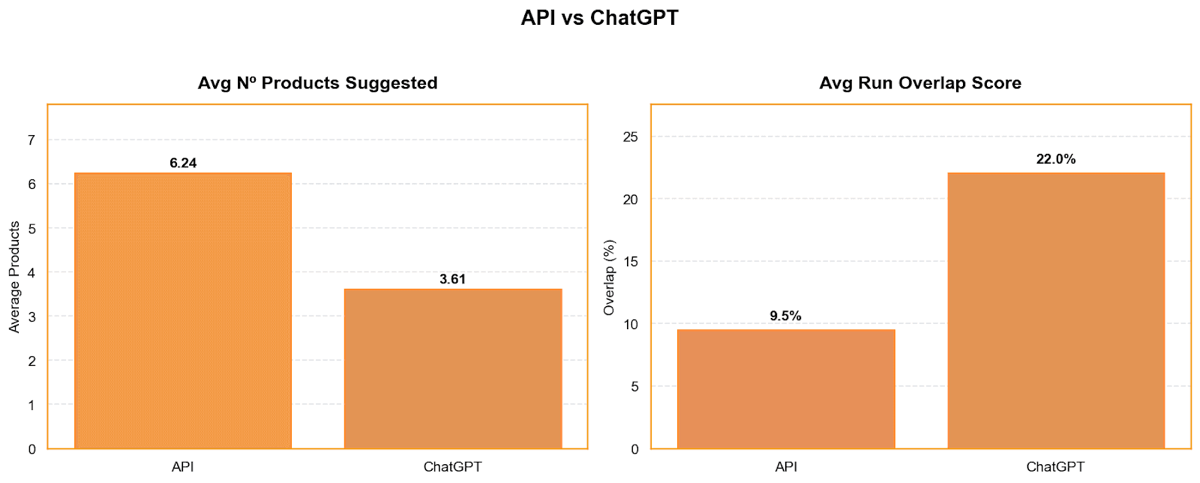 API vs ChatGPT
Avg Nº Products Suggested
Average Products
7
6
5
4
3
2
1
0
6.24
3.61
API
ChatGPT
Avg Run Overlap Score
Overlap (%)
25
20
15
10
5
0
9.5%
22.0%
API
ChatGPT